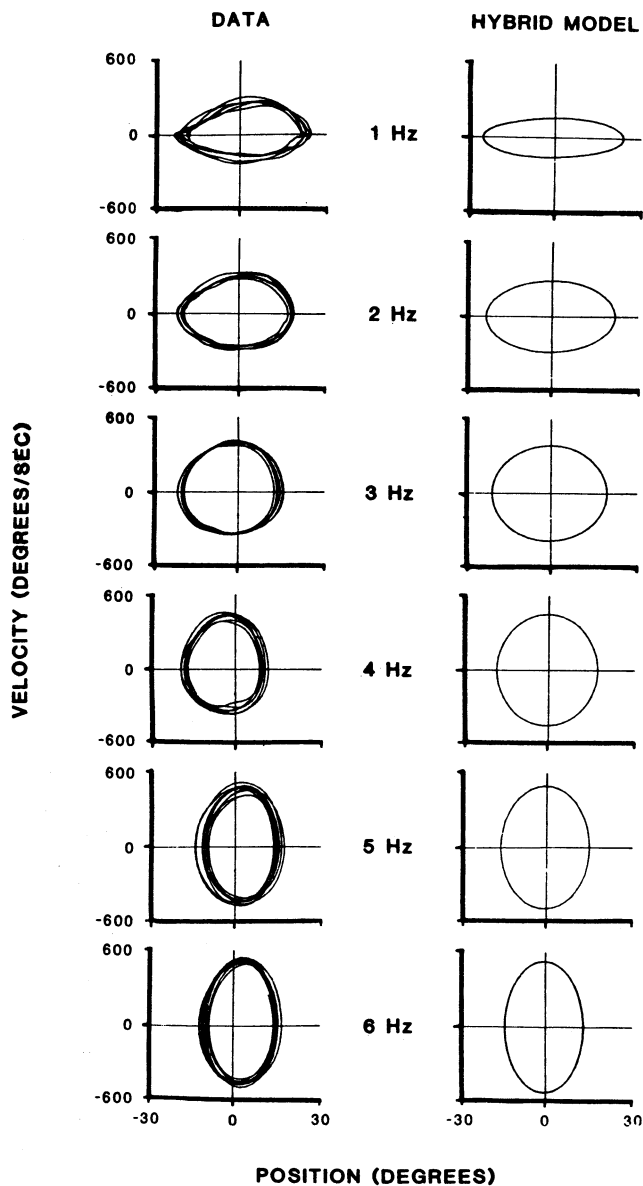 DATA
HYBRID MODEL
600
0
-600
1 Hz
600
0
-600
2 Hz
600
0
-600
3 Hz
600
0
-600
4 Hz
600
0
-600
5 Hz
600
0
-600
6 Hz
-30
0
30
-30
0
30
VELOCITY (DEGREES/SEC)
POSITION (DEGREES)